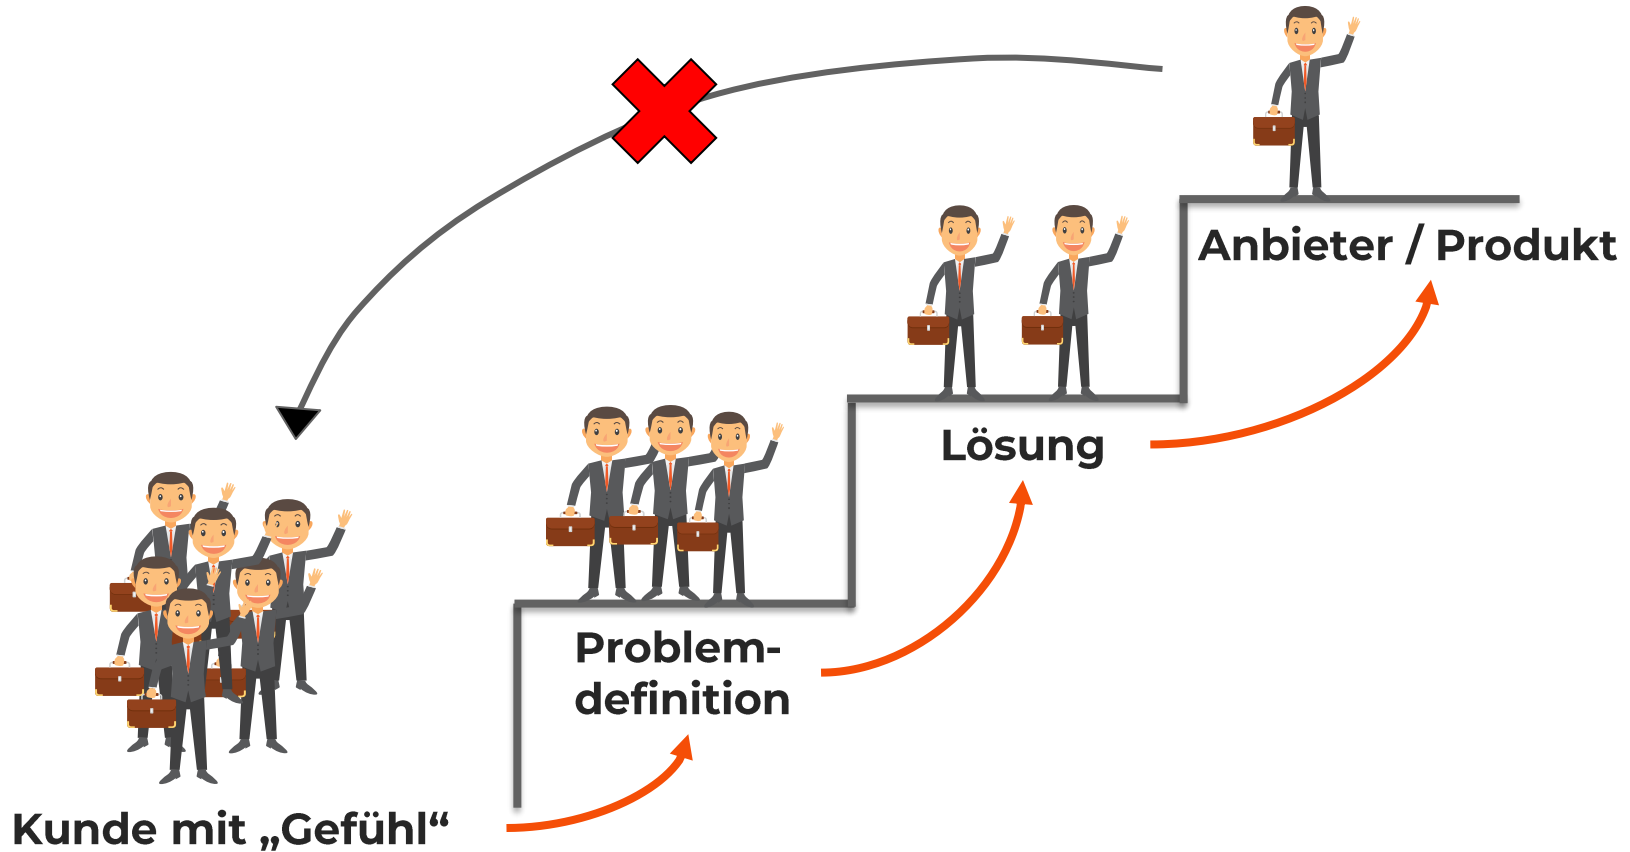 Anbieter / Produkt
Lösung
Problem-
definition
Kunde mit „Gefühl“